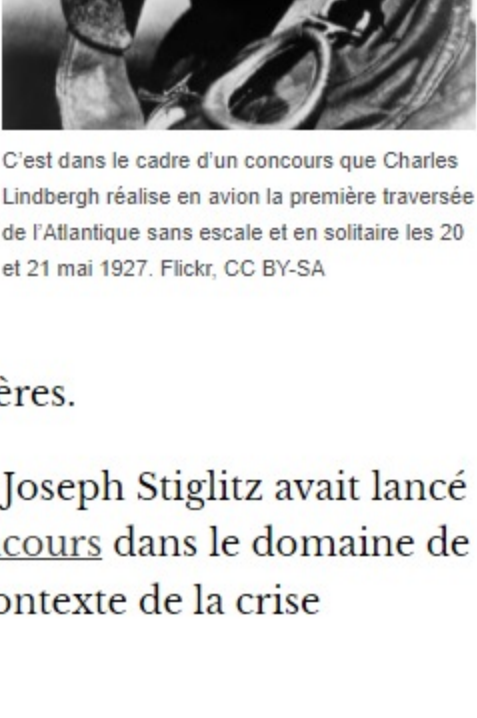 C’est dans le cadre d’un concours que Charles
Lindbergh réalise en avion la première traversée
de l’Atlantique sans escale et en solitaire les 20
et 21 mai 1927. Flickr, CC BY-SA
ères.
Joseph Stiglitz avait lancé
cours dans le domaine de
ontexte de la crise